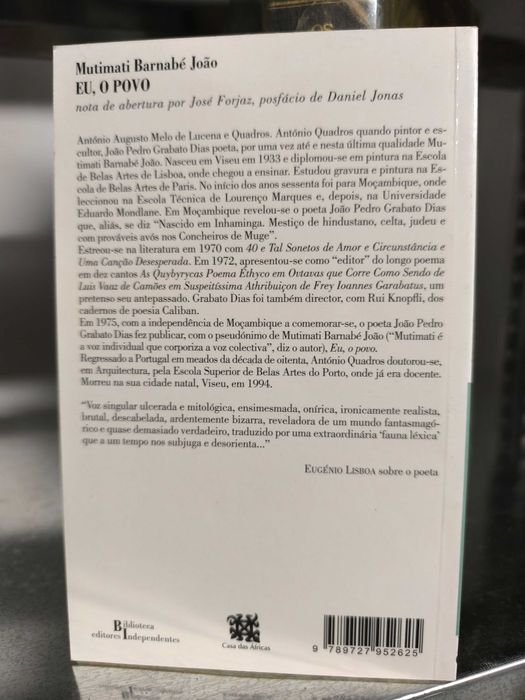 Mutimati Barnabé João
EU, O POVO
nota de abertura por José Forjaz, posfácio de Daniel Jonas
António Augusto Melo de Lucena e Quadros. António Quadros quando pintor e es-
cultor, João Pedro Grabato Dias poeta, por uma vez até e nesta última qualidade Mu-
timati Barnabé João. Nasceu em Viseu em 1933 e diplomou-se em pintura na Escola
de Belas Artes de Lisboa, onde chegou a ensinar. Estudou gravura e pintura na Es-
cola de Belas Artes de Paris. No início dos anos sessenta foi para Moçambique, onde
leccionou na Escola Técnica de Lourenço Marques e, depois, na Universidade
Eduardo Mondlane. Em Moçambique revelou-se o poeta João Pedro Grabato Dias
que, aliás, se diz “Nascido em Inhaminga. Mestiço de hindustano, celta, judeu e
com prováveis avós nos Concheiros de Muge”.
Estreou-se na literatura em 1970 com 40 e Tal Sonetos de Amor e Circunstância e
Uma Canção Desesperada. Em 1972, apresentou-se como “editor” do longo poema
em dez cantos As Quybyrycas Poema Éthyco em Ovtavas que Corre Como Sendo de
Luis Vaaz de Camões em Suspeitíssima Athribuiçon de Frey Ioannes Garabatus, um
pretenso seu antepassado. Grabato Dias foi também director, com Rui Knopfli, dos
cadernos de poesia Caliban.
Em 1975, com a independência de Moçambique a comemorar-se, o poeta João Pedro
Grabato Dias fez publicar, com o pseudónimo de Mutimati Barnabé João (“Mutimati é
a voz individual que corporiza a voz colectiva”, diz o autor), Eu, o povo.
Regressado a Portugal em meados da década de oitenta, António Quadros doutorou-se,
em Arquitectura, pela Escola Superior de Belas Artes do Porto, onde já era docente.
Morreu na sua cidade natal, Viseu, em 1994.
“Voz singular ulcerada e mitológica, ensimesmada, onírica, ironicamente realista,
brutal, descabelada, ardentemente bizarra, reveladora de um mundo fantasmagó-
rico e quase demasiado verdadeiro, traduzido por uma extraordinária ‘fauna léxica’
que a um tempo nos subjuga e desorienta...”
EUGÉNIO LISBOA sobre o poeta
Biblioteca
editores Independentes
Casa das Áfricas
9 789727 952625